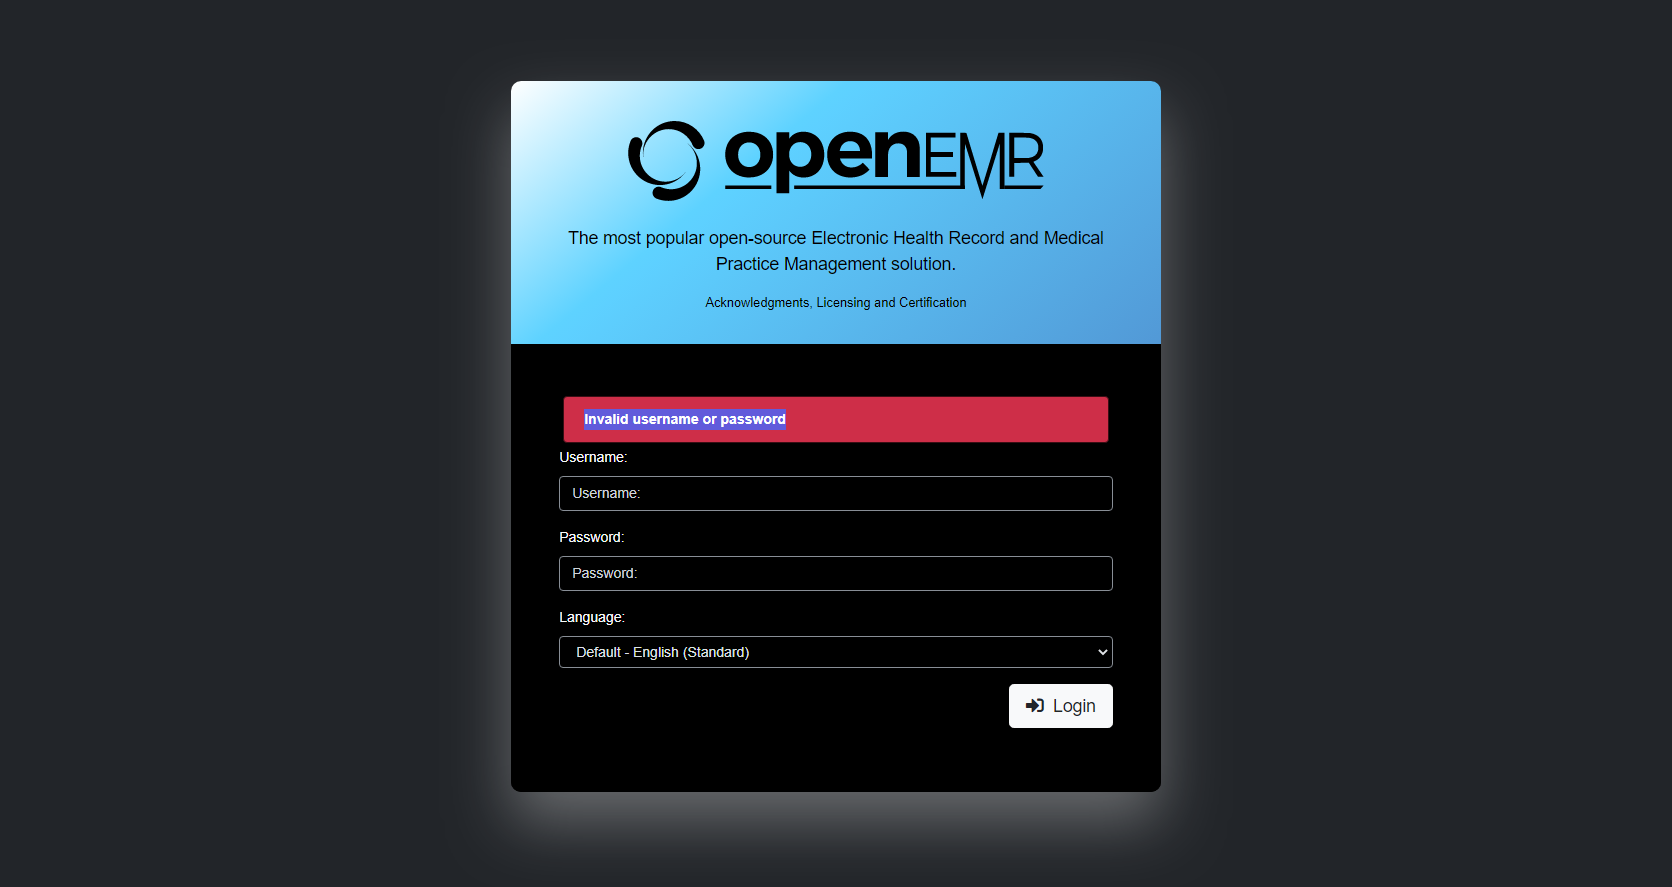 openEMR
The most popular open-source Electronic Health Record and Medical
Practice Management solution.
Acknowledgments, Licensing and Certification
Invalid username or password
Username:
Username:
Password:
Password:
Language:
Default - English (Standard)
Login